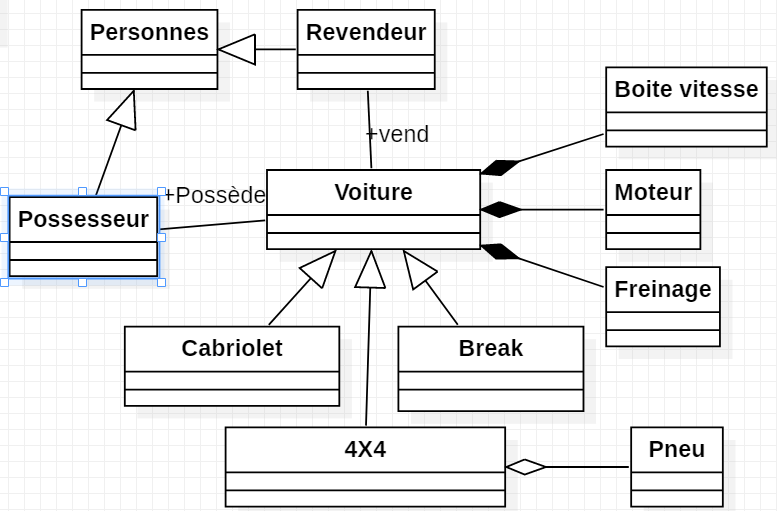 Personnes
Revendeur
Boite vitesse
+vend
+Possède
Voiture
Moteur
Possesseur
Freinage
Cabriolet
Break
4X4
Pneu